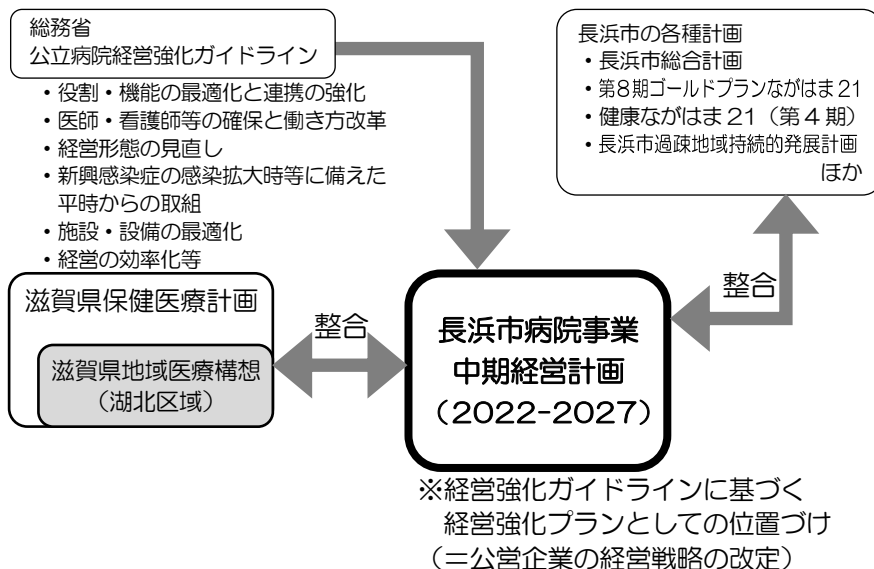 総務省
公立病院経営強化ガイドライン
・役割・機能の最適化と連携の強化
・医師・看護師等の確保と働き方改革
・経営形態の見直し
・新興感染症の感染拡大時等に備えた
平時からの取組
・施設・設備の最適化
・経営の効率化等
長浜市の各種計画
・長浜市総合計画
・第8期ゴールドプランながはま21
・健康ながはま21（第4期）
・長浜市過疎地域持続的発展計画
ほか
滋賀県保健医療計画
滋賀県地域医療構想
（湖北区域）
整合
長浜市病院事業
中期経営計画
（2022-2027）
整合
※経営強化ガイドラインに基づく
経営強化プランとしての位置づけ
（＝公営企業の経営戦略の改定）